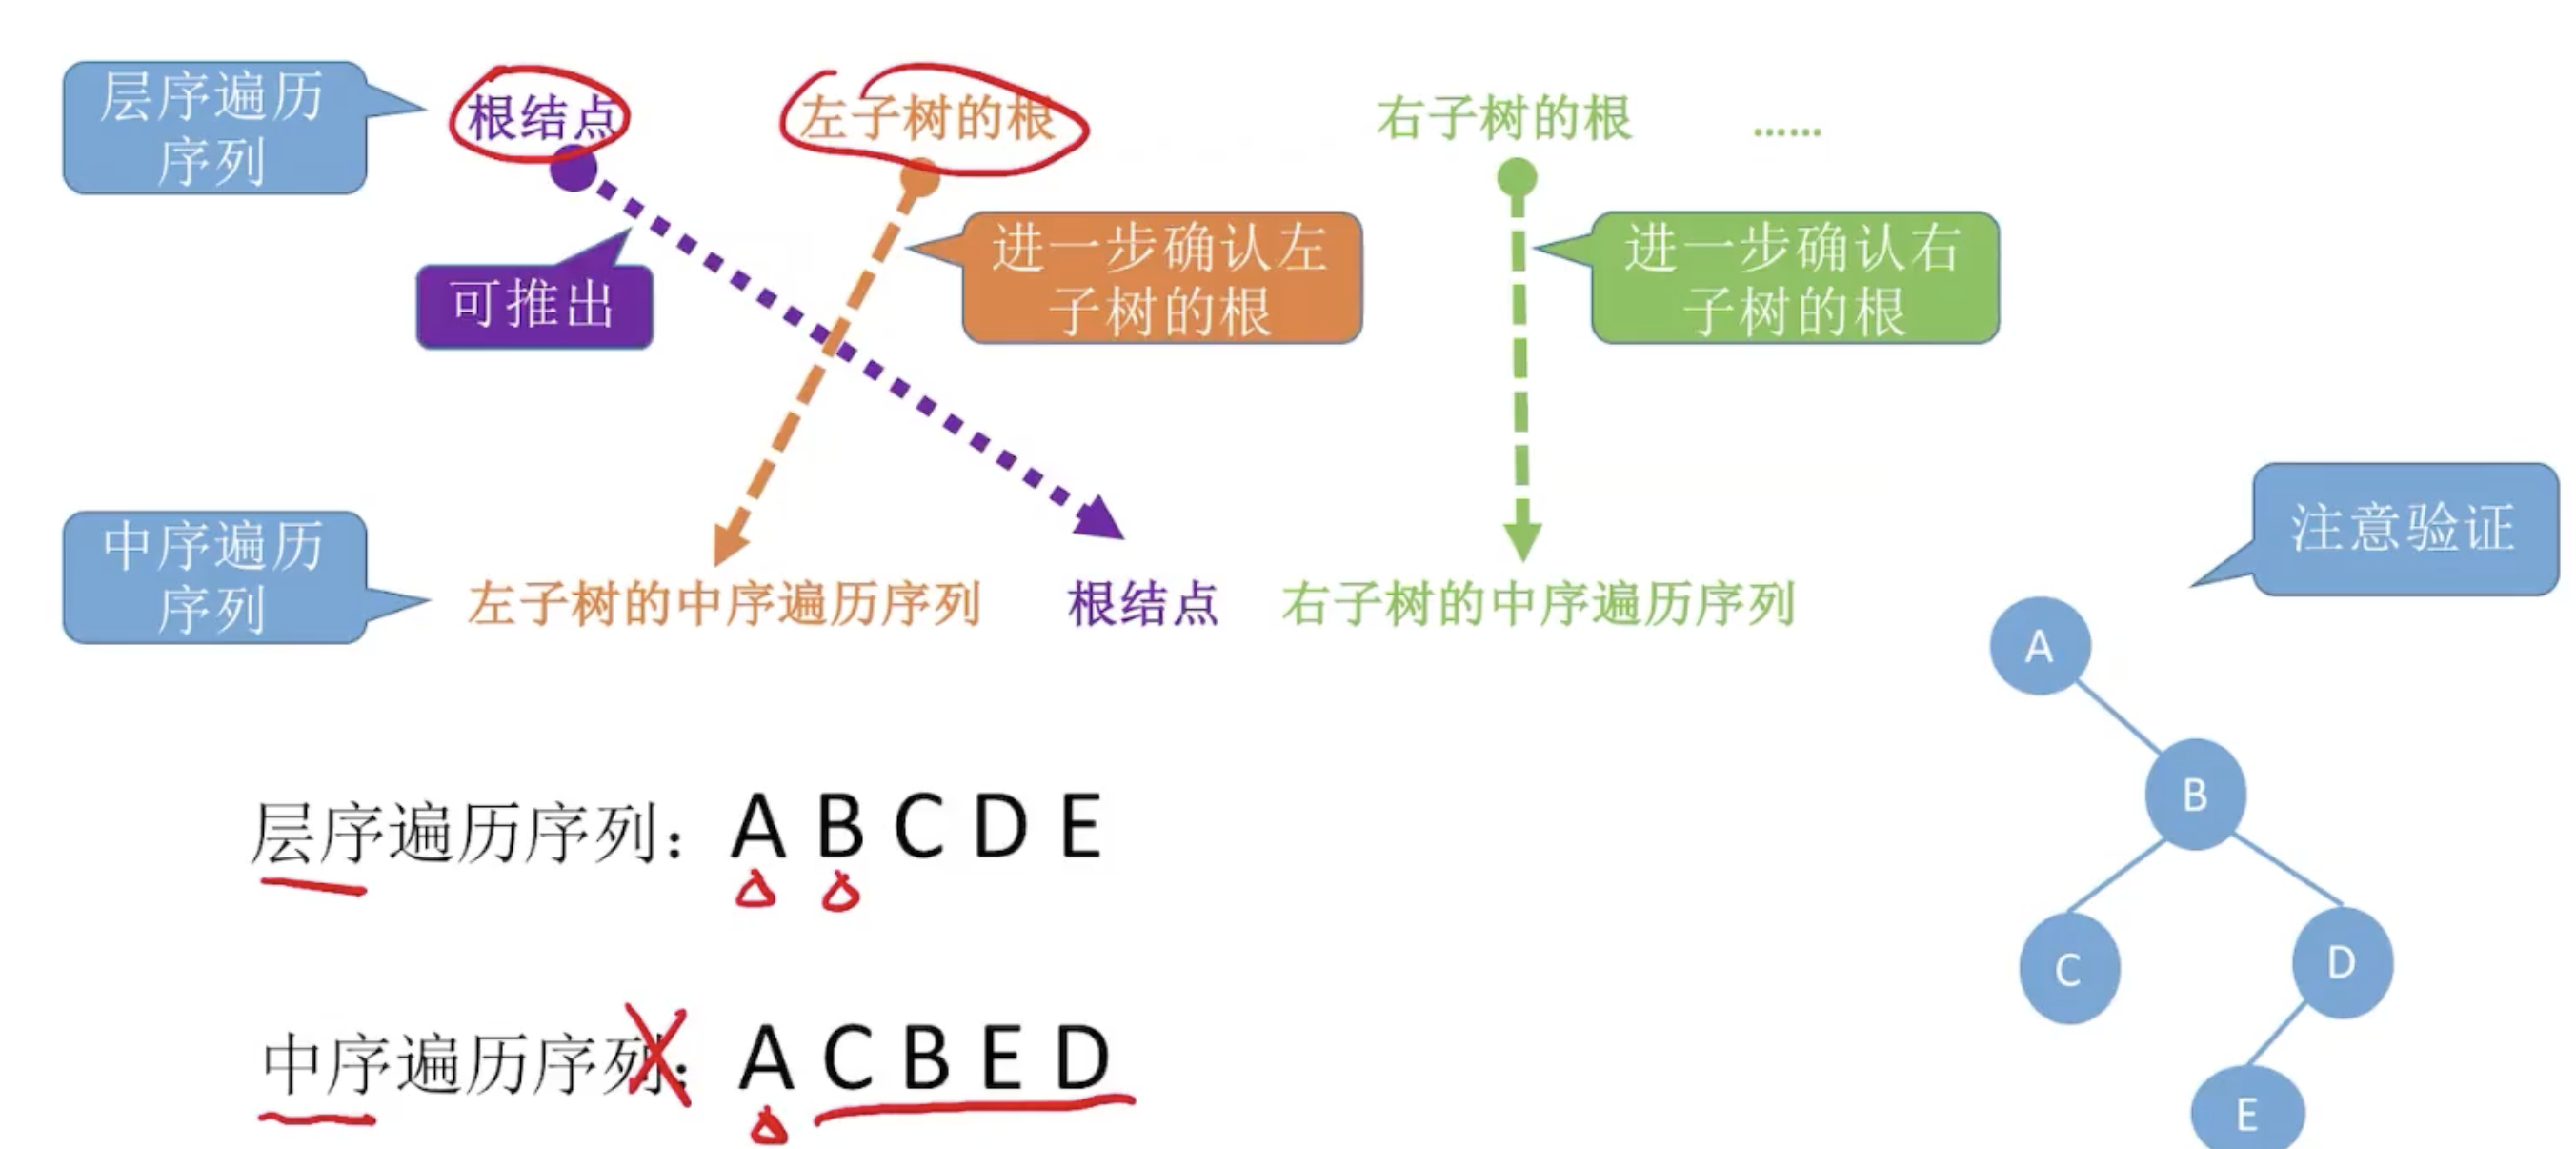 层序遍历
序列
根结点
左子树的根
右子树的根
……
可推出
进一步确认左
子树的根
进一步确认右
子树的根
中序遍历
序列
左子树的中序遍历序列
根结点
右子树的中序遍历序列
注意验证
层序遍历序列：A B C D E
中序遍历序列：A C B E D
A
B
C
D
E